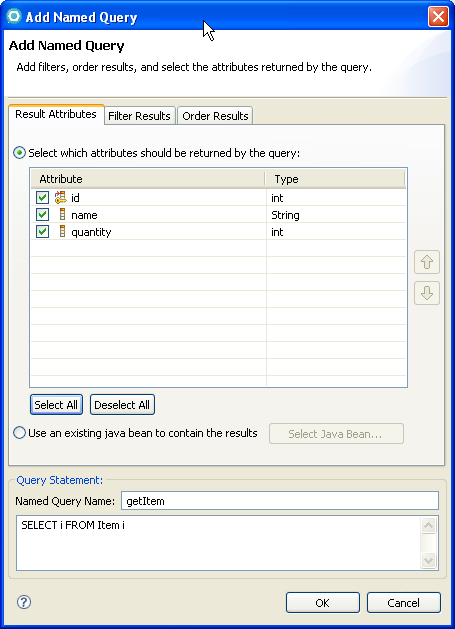 Add Named Query
Add Named Query
Add filters, order results, and select the attributes returned by the query.
Result Attributes Filter Results Order Results
Select which attributes should be returned by the query:
Attribute Type
id int
name String
quantity int
Select All Deselect All
Use an existing java bean to contain the results Select Java Bean...
Query Statement:
Named Query Name: getItem
SELECT i FROM Item i
? OK Cancel